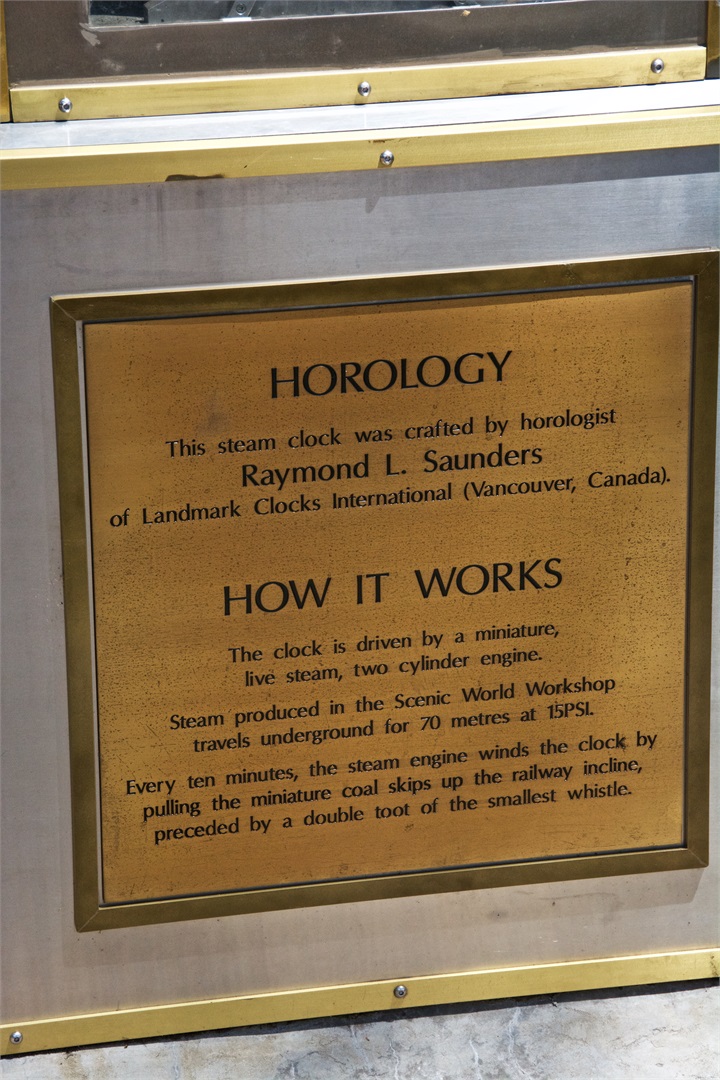 HOROLOGY
This steam clock was crafted by horologist
Raymond L. Saunders
of Landmark Clocks International (Vancouver, Canada).
HOW IT WORKS
The clock is driven by a miniature,
live steam, two cylinder engine.
Steam produced in the Scenic World Workshop
travels underground for 70 metres at 15PSI.
Every ten minutes, the steam engine winds the clock by
pulling the miniature coal skips up the railway incline,
preceded by a double toot of the smallest whistle.